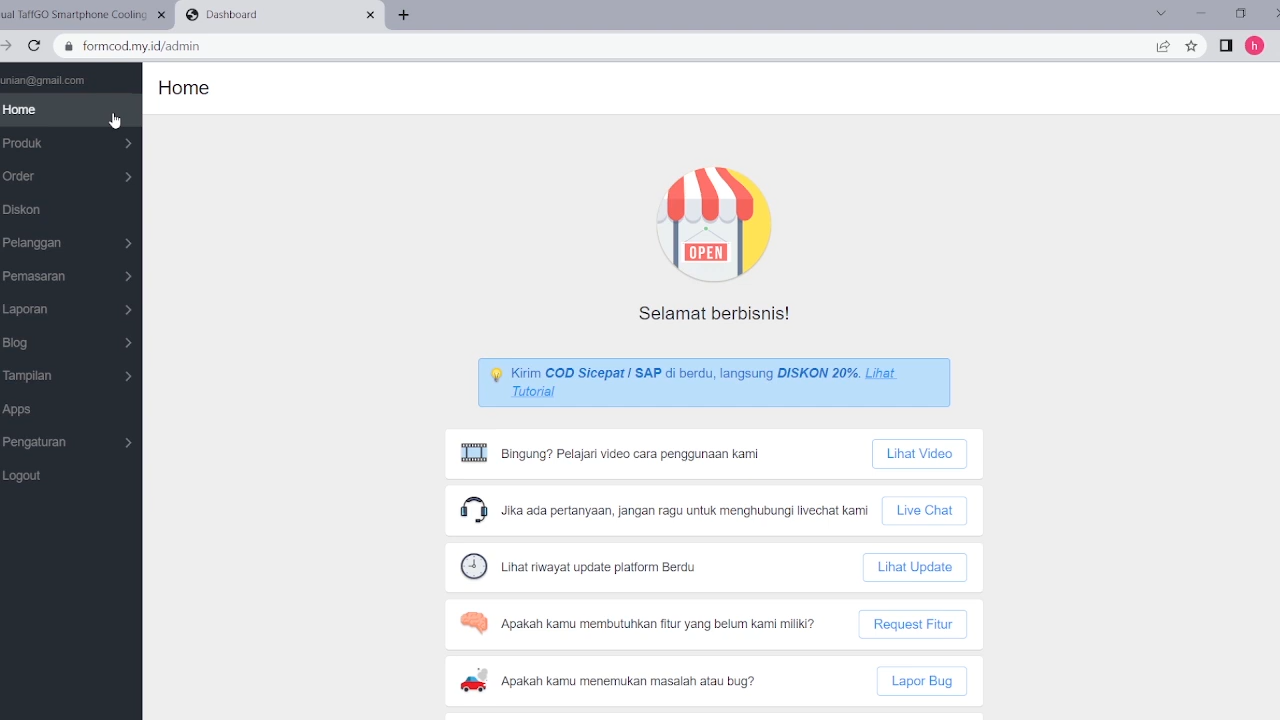 ual TaffGO Smartphone Cooling
Dashboard
formcod.my.id/admin
h
unian@gmail.com
Home
Produk
Order
Diskon
Pelanggan
Pemasaran
Laporan
Blog
Tampilan
Apps
Pengaturan
Logout
Home
OPEN
Selamat berbisnis!
Kirim COD Sicepat / SAP di berdu, langsung DISKON 20%. Lihat
Tutorial
Bingung? Pelajari video cara penggunaan kami
Lihat Video
Jika ada pertanyaan, jangan ragu untuk menghubungi livechat kami
Live Chat
Lihat riwayat update platform Berdu
Lihat Update
Apakah kamu membutuhkan fitur yang belum kami miliki?
Request Fitur
Apakah kamu menemukan masalah atau bug?
Lapor Bug